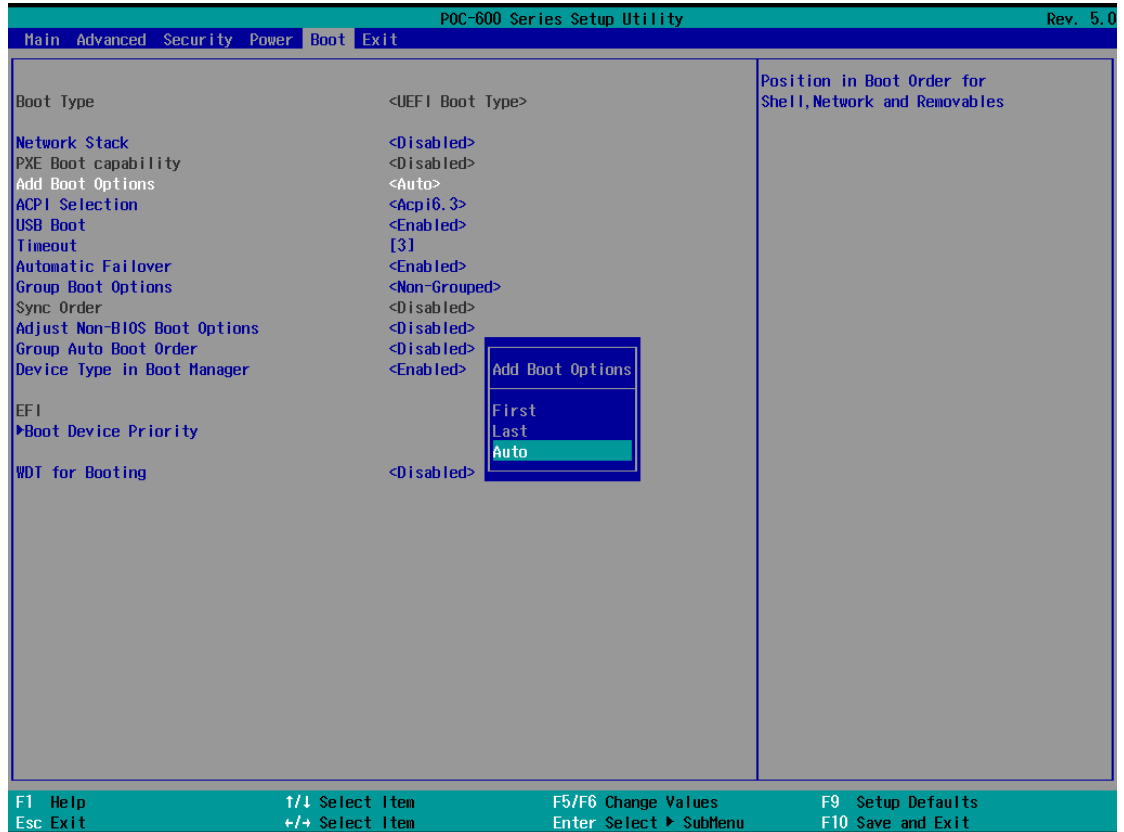 POC-600 Series Setup Utility Rev. 5.0
Main Advanced Security Power Boot Exit
Position in Boot Order for
Shell,Network and Removables
Boot Type <UEFI Boot Type>
Network Stack <Disabled>
PXE Boot capability <Disabled>
Add Boot Options <Auto>
ACPI Selection <Acpi6.3>
USB Boot <Enabled>
Timeout [3]
Automatic Failover <Enabled>
Group Boot Options <Non-Grouped>
Sync Order <Disabled>
Adjust Non-BIOS Boot Options <Disabled>
Group Auto Boot Order <Disabled>
Device Type in Boot Manager <Enabled>
EFI
▶Boot Device Priority
WDT for Booting <Disabled>
Add Boot Options
First
Last
Auto
F1 Help ↑/↓ Select Item F5/F6 Change Values F9 Setup Defaults
Esc Exit ←/→ Select Item Enter Select ▶ SubMenu F10 Save and Exit